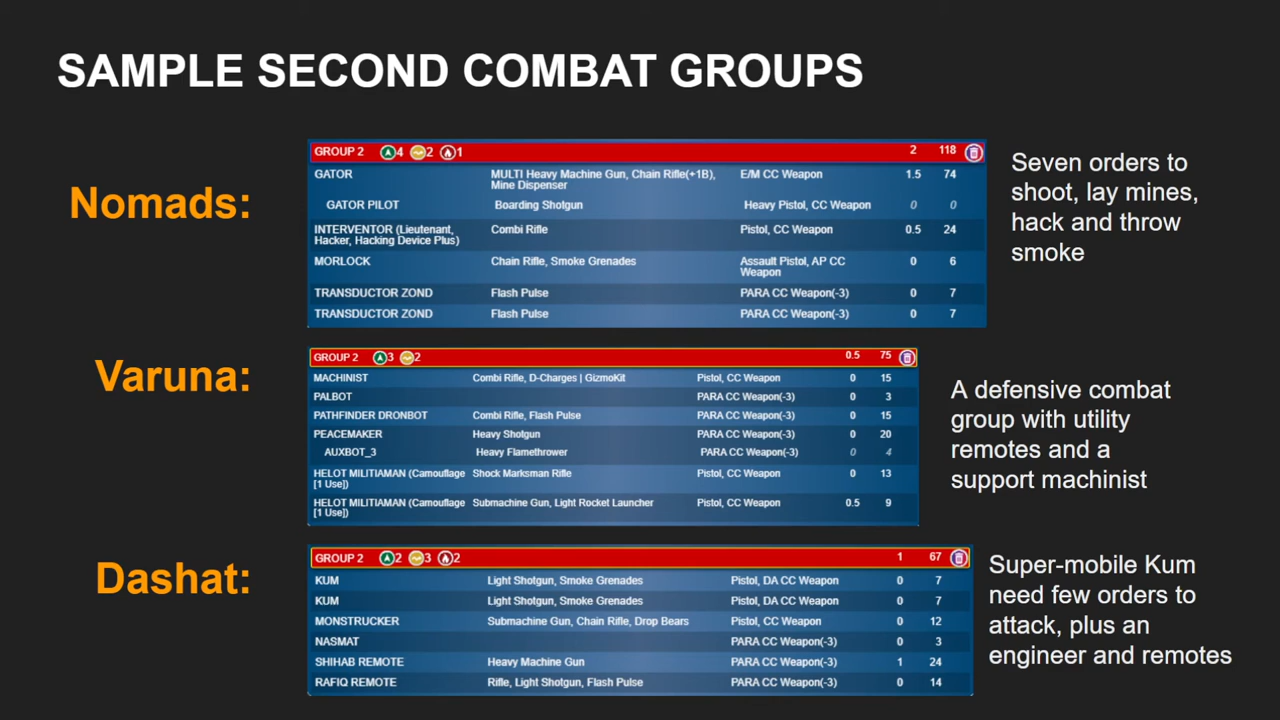 SAMPLE SECOND COMBAT GROUPS
Nomads:
GROUP 2 4 2 1 2 118
GATOR MULTI Heavy Machine Gun, Chain Rifle(+1B), Mine Dispenser E/M CC Weapon 1.5 74
GATOR PILOT Boarding Shotgun Heavy Pistol, CC Weapon 0 0
INTERVENTOR (Lieutenant, Hacker, Hacking Device Plus) Combi Rifle Pistol, CC Weapon 0.5 24
MORLOCK Chain Rifle, Smoke Grenades Assault Pistol, AP CC Weapon 0 6
TRANSDUCTOR ZOND Flash Pulse PARA CC Weapon(-3) 0 7
TRANSDUCTOR ZOND Flash Pulse PARA CC Weapon(-3) 0 7
Seven orders to
shoot, lay mines,
hack and throw
smoke
Varuna:
GROUP 2 3 2 0.5 75
MACHINIST Combi Rifle, D-Charges | GizmoKit Pistol, CC Weapon 0 15
PALBOT PARA CC Weapon(-3) 0 3
PATHFINDER DRONBOT Combi Rifle, Flash Pulse PARA CC Weapon(-3) 0 15
PEACEMAKER Heavy Shotgun PARA CC Weapon(-3) 0 20
AUXBOT_3 Heavy Flamethrower PARA CC Weapon(-3) 0 4
HELOT MILITIAMAN (Camouflage [1 Use]) Shock Marksman Rifle Pistol, CC Weapon 0 13
HELOT MILITIAMAN (Camouflage [1 Use]) Submachine Gun, Light Rocket Launcher Pistol, CC Weapon 0.5 9
A defensive combat
group with utility
remotes and a
support machinist
Dashat:
GROUP 2 2 3 2 1 67
KUM Light Shotgun, Smoke Grenades Pistol, DA CC Weapon 0 7
KUM Light Shotgun, Smoke Grenades Pistol, DA CC Weapon 0 7
MONSTRUCKER Submachine Gun, Chain Rifle, Drop Bears Pistol, CC Weapon 0 12
NASMAT PARA CC Weapon(-3) 0 3
SHIHAB REMOTE Heavy Machine Gun PARA CC Weapon(-3) 1 24
RAFIQ REMOTE Rifle, Light Shotgun, Flash Pulse PARA CC Weapon(-3) 0 14
Super-mobile Kum
need few orders to
attack, plus an
engineer and remotes